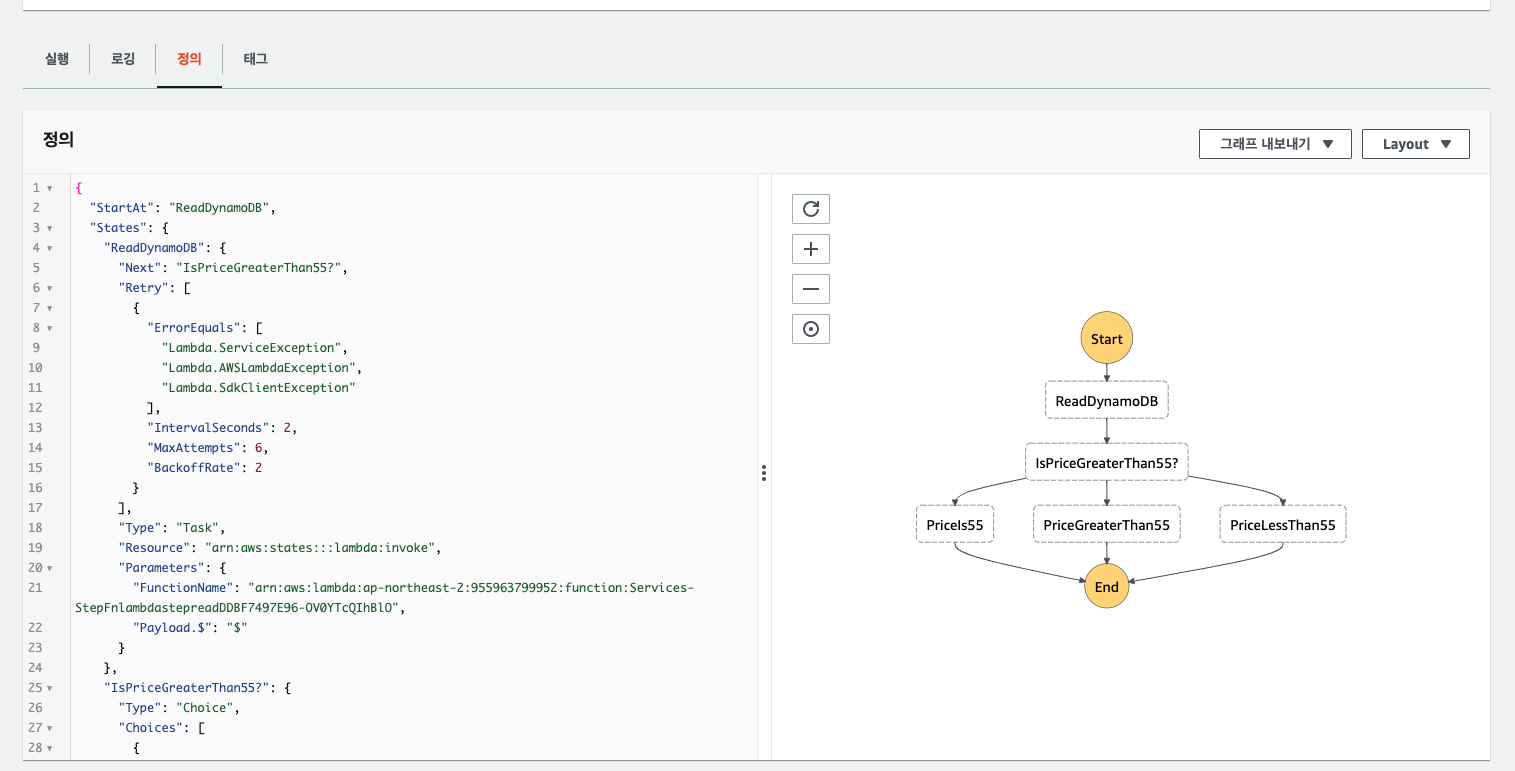 실행
로깅
정의
태그
정의
그래프 내보내기
Layout
1 {
2 "StartAt": "ReadDynamoDB",
3 "States": {
4 "ReadDynamoDB": {
5 "Next": "IsPriceGreaterThan55?",
6 "Retry": [
7 {
8 "ErrorEquals": [
9 "Lambda.ServiceException",
10 "Lambda.AWSLambdaException",
11 "Lambda.SdkClientException"
12 ],
13 "IntervalSeconds": 2,
14 "MaxAttempts": 6,
15 "BackoffRate": 2
16 }
17 ],
18 "Type": "Task",
19 "Resource": "arn:aws:states:::lambda:invoke",
20 "Parameters": {
21 "FunctionName": "arn:aws:lambda:ap-northeast-2:955963799952:function:Services-
StepFnlambdastepreadDDBF7497E96-OV0YTcQIhBlO",
22 "Payload.$": "$"
23 }
24 },
25 "IsPriceGreaterThan55?": {
26 "Type": "Choice",
27 "Choices": [
28 {
Start
ReadDynamoDB
IsPriceGreaterThan55?
PriceIs55
PriceGreaterThan55
PriceLessThan55
End